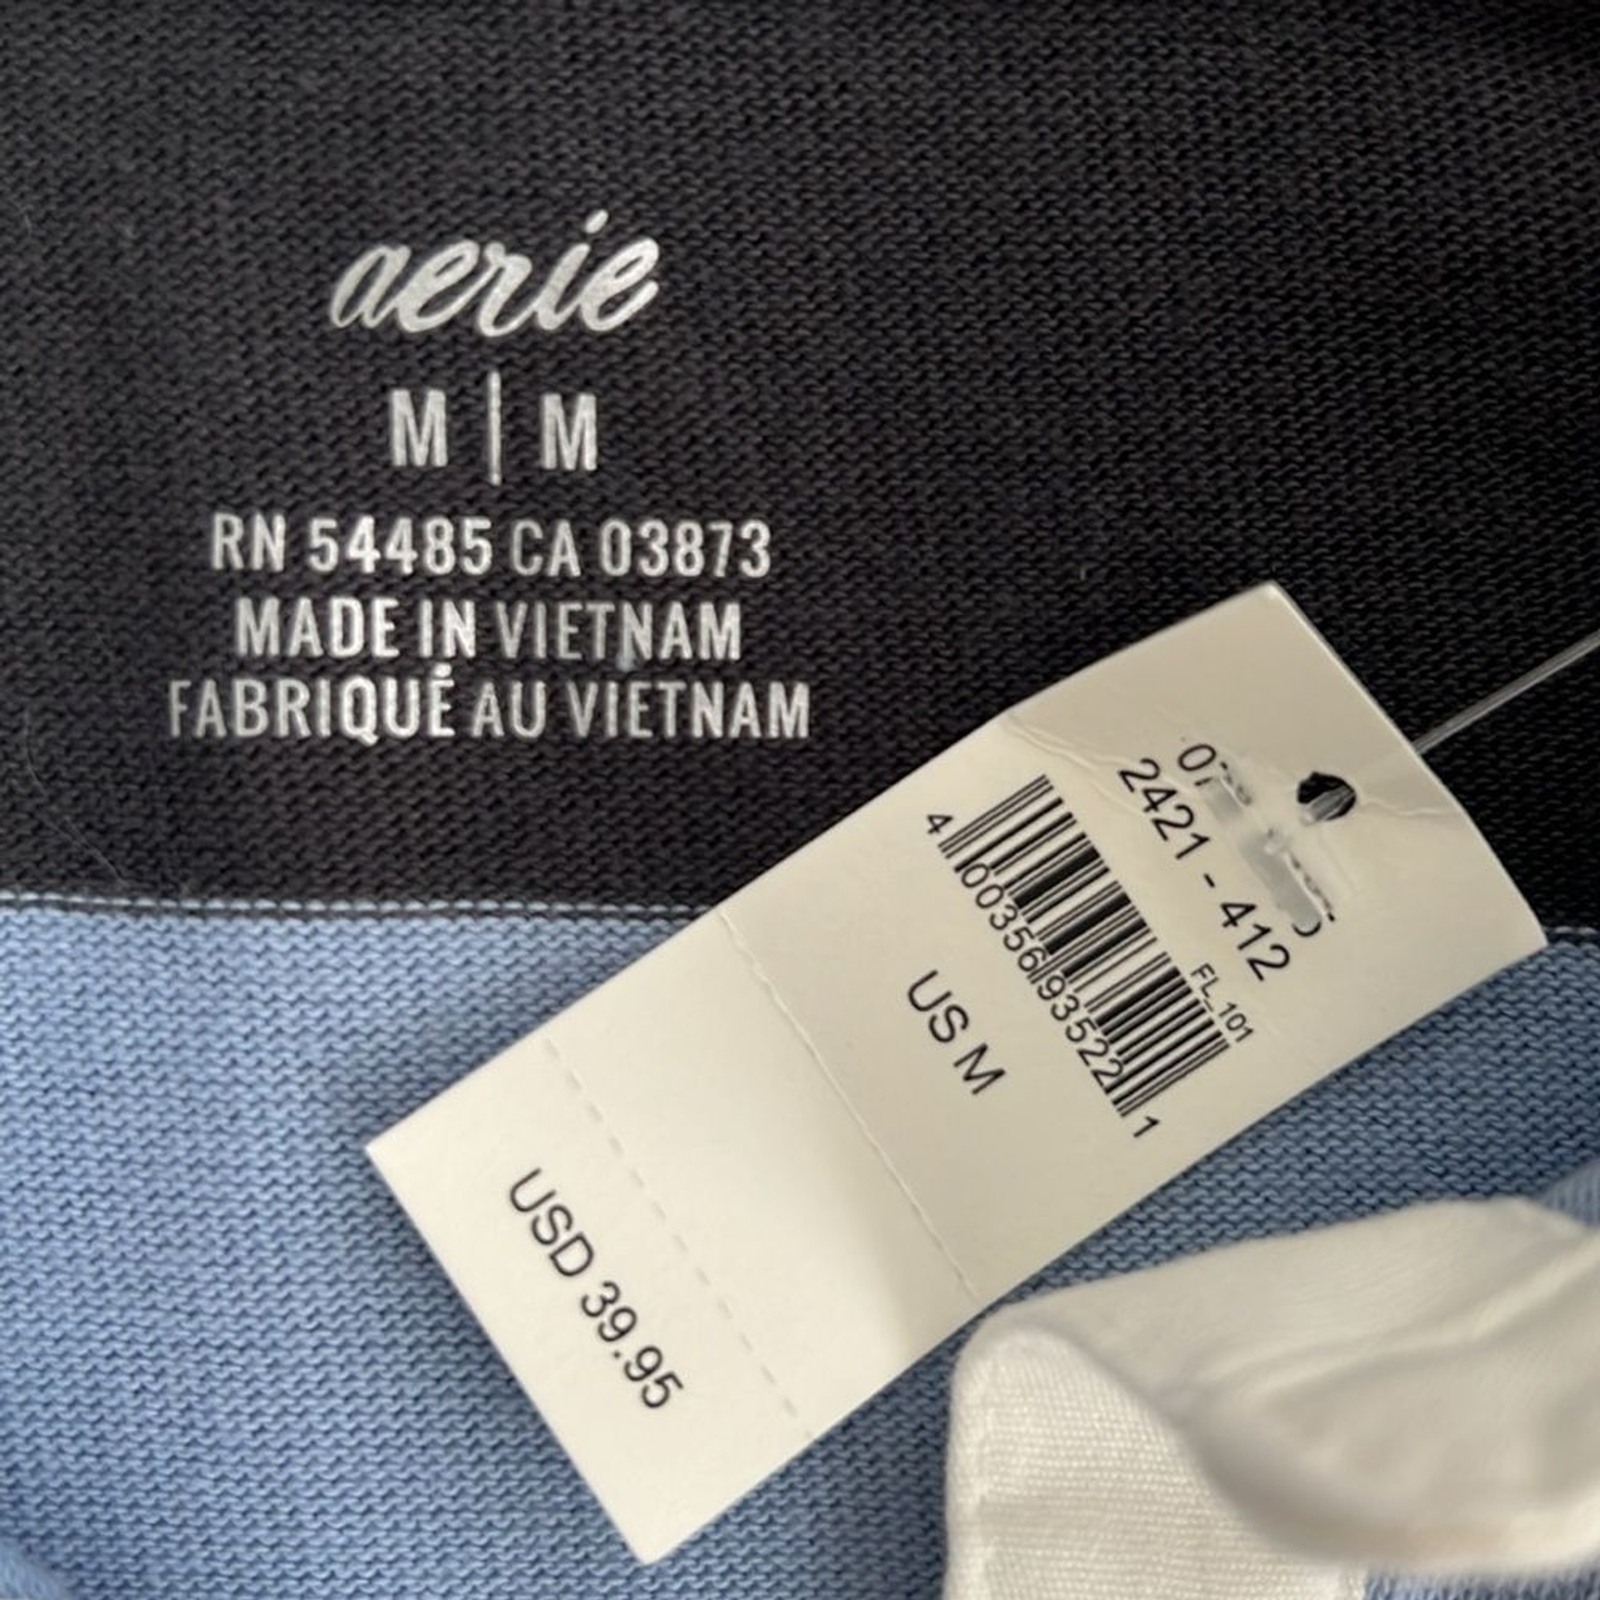 aerie
M | M
RN 54485 CA 03873
MADE IN VIETNAM
FABRIQUÉ AU VIETNAM
2421 - 412
FL_101
4 00356 93522 1
US M
USD 39.95